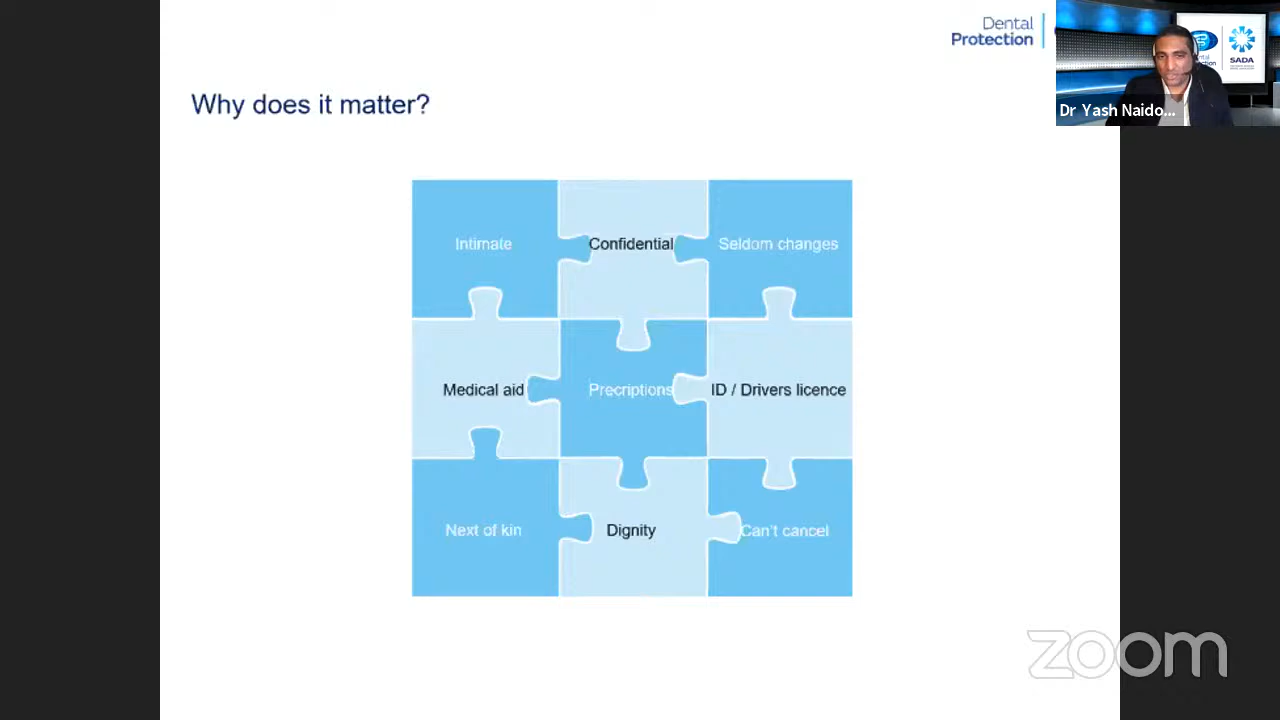 Dental
Protection
SADA
Dr Yash Naido...
Why does it matter?
Intimate
Confidential
Seldom changes
Medical aid
Precriptions
ID / Drivers licence
Next of kin
Dignity
Can't cancel
zoom